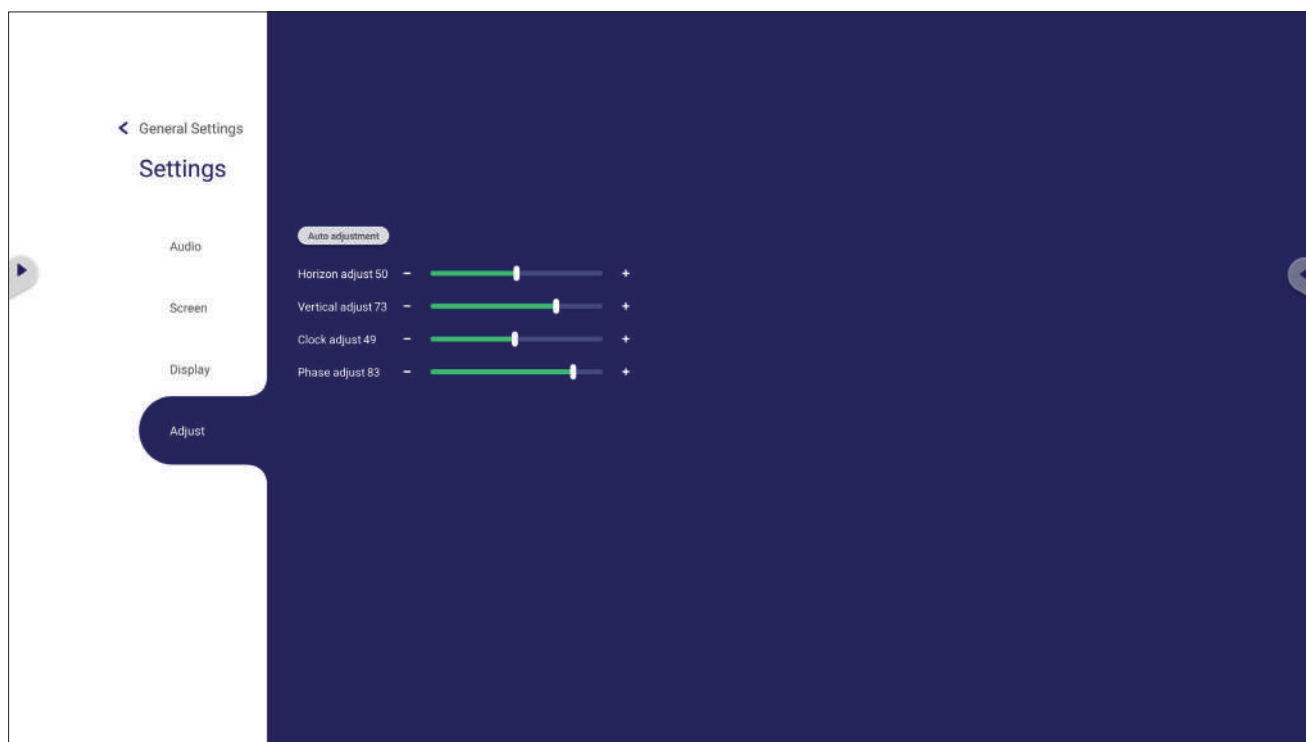 General Settings
Settings
Audio
Screen
Display
Adjust
Auto adjustment
Horizon adjust 50 - +
Vertical adjust 73 - +
Clock adjust 49 - +
Phase adjust 83 - +